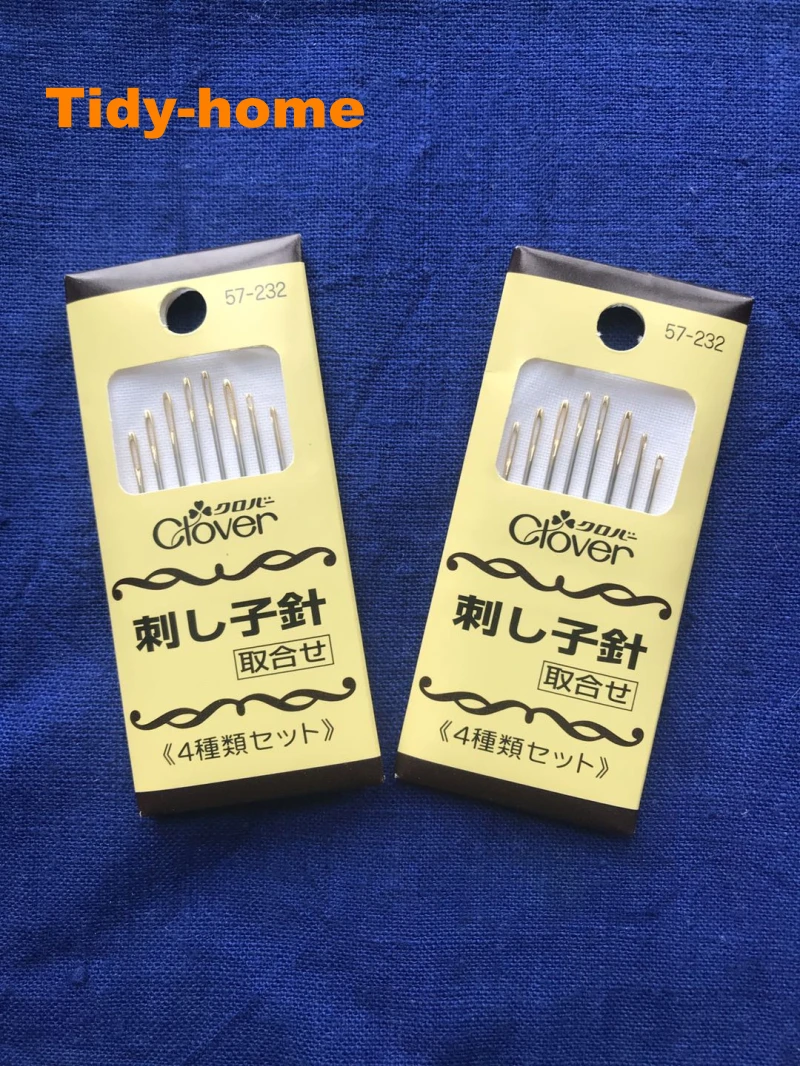 Tidy-home
57-232
クロバー
Clover
刺し子針
取合せ
《4種類セット》
57-232
クロバー
Clover
刺し子針
取合せ
《4種類セット》